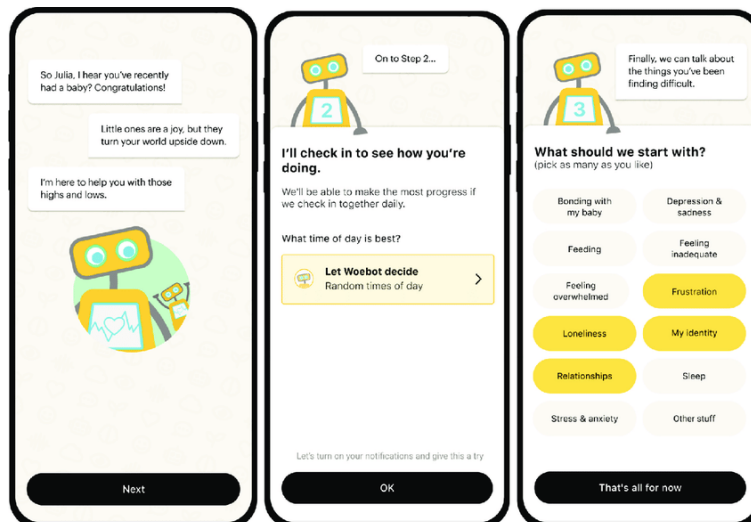 So Julia, I hear you've recently
had a baby? Congratulations!
Little ones are a joy, but they
turn your world upside down.
I'm here to help you with those
highs and lows.
Next
On to Step 2...
2
I'll check in to see how you're
doing.
We'll be able to make the most progress if
we check in together daily.
What time of day is best?
Let Woebot decide
Random times of day
Let's turn on your notifications and give this a try
OK
Finally, we can talk about
the things you've been
finding difficult.
3
What should we start with?
(pick as many as you like)
Bonding with
my baby
Depression &
sadness
Feeding
Feeling
inadequate
Feeling
overwhelmed
Frustration
Loneliness
My identity
Relationships
Sleep
Stress & anxiety
Other stuff
That's all for now